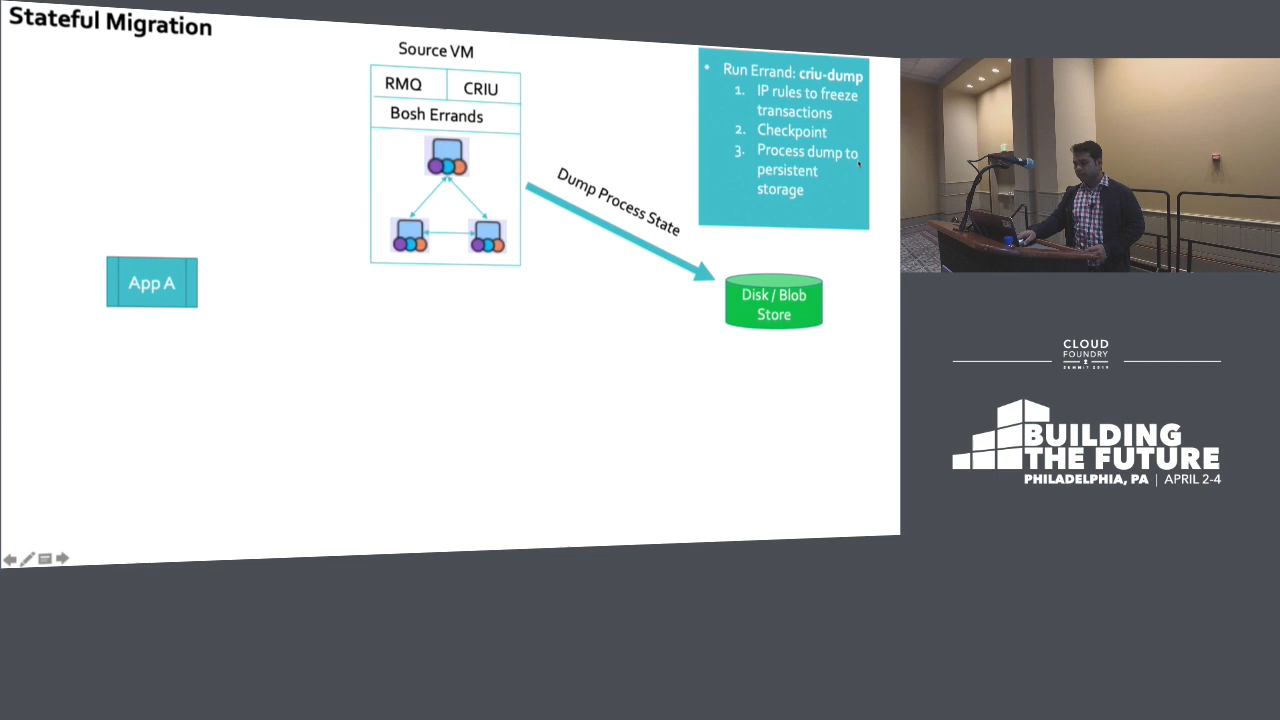 Stateful Migration
Source VM
RMQ
CRIU
Bosh Errands
Dump Process State
App A
Disk / Blob
Store
• Run Errand: criu-dump
1. IP rules to freeze
transactions
2. Checkpoint
3. Process dump to
persistent
storage
CLOUD
FOUNDRY
SUMMIT 2019
BUILDING
THE FUTURE
PHILADELPHIA, PA | APRIL 2-4